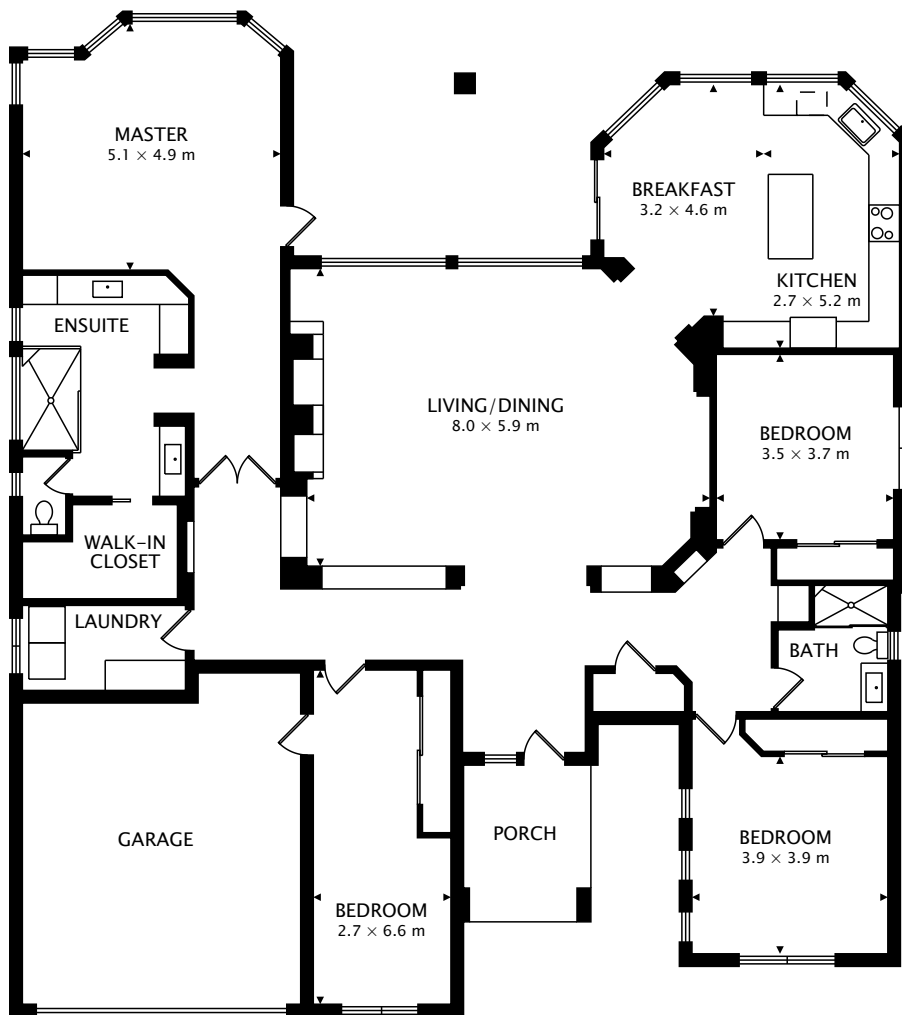 MASTER
5.1 × 4.9 m
BREAKFAST
3.2 × 4.6 m
KITCHEN
2.7 × 5.2 m
ENSUITE
LIVING/DINING
8.0 × 5.9 m
BEDROOM
3.5 × 3.7 m
WALK-IN
CLOSET
LAUNDRY
BATH
GARAGE
PORCH
BEDROOM
3.9 × 3.9 m
BEDROOM
2.7 × 6.6 m